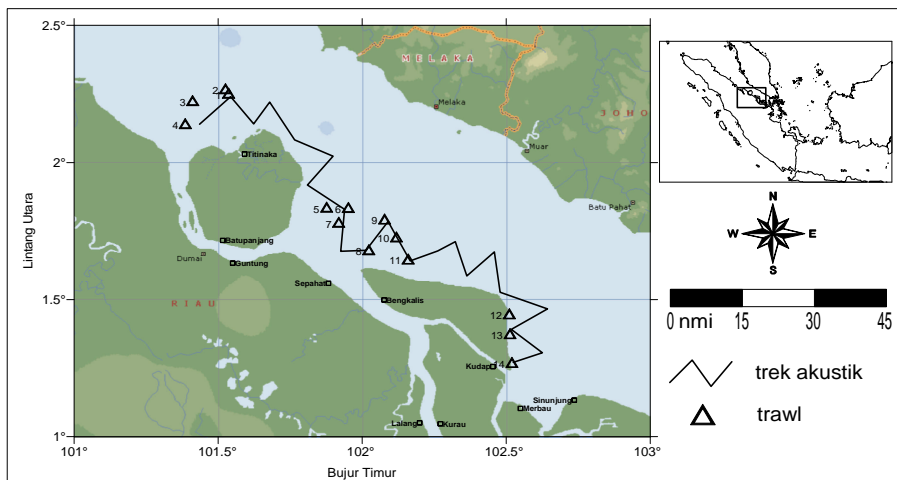 2.5°
2°
1.5°
1°
101°
101.5°
102.0°
102.5°
103°
Lintang Utara
Bujur Timur
MELAKA
Melaka
Muar
Batu Pahat
RIAU
Titinaka
Batupanjang
Dumai
Guntung
Sepahat
Bengkalis
Kudap
Sinunjung
Merbau
Lalang
Kurau
1
2
3
4
5
6
7
8
9
10
11
12
13
14
N
W E
S
0 nmi 15 30 45
trek akustik
trawl